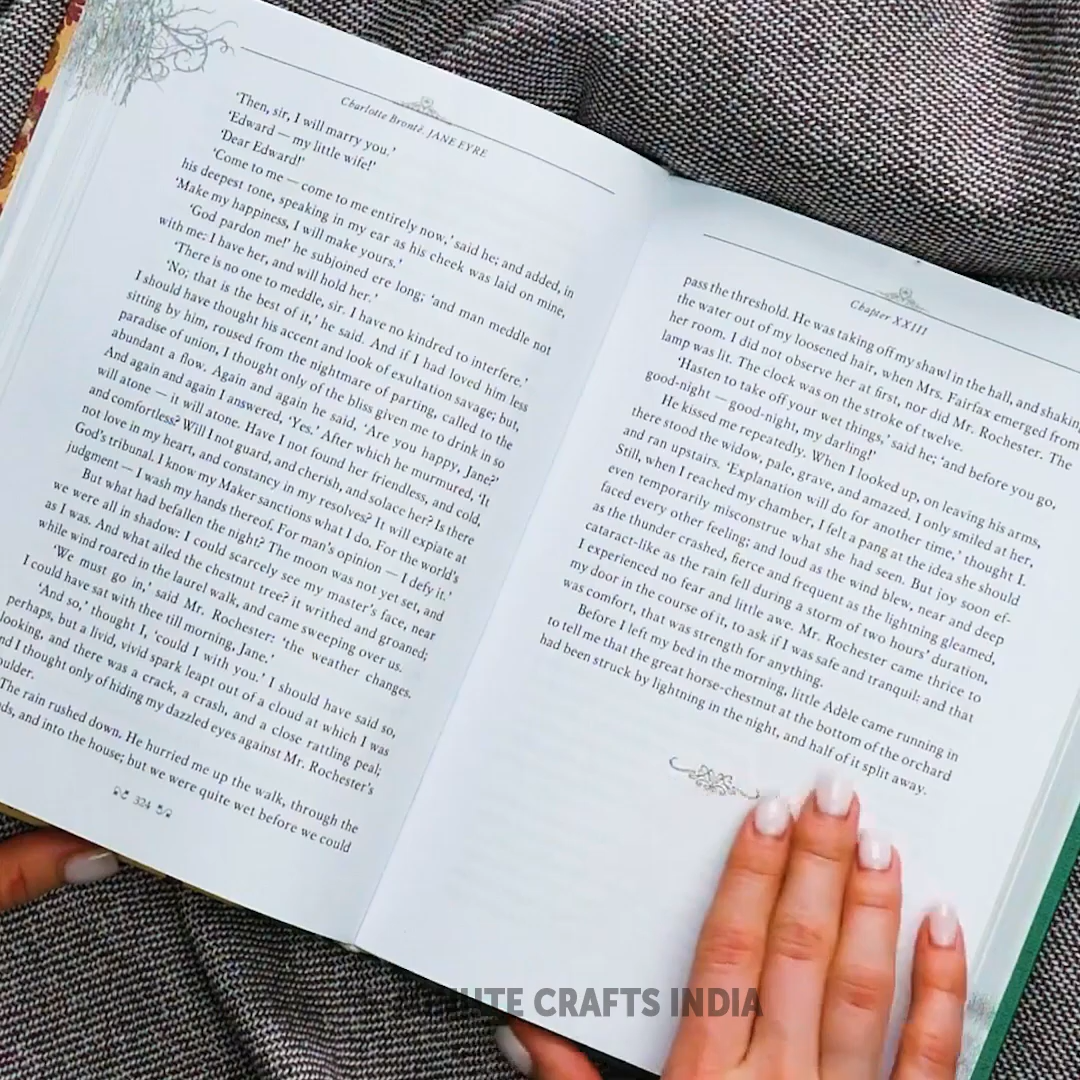 Charlotte Brontë. JANE EYRE
‘Then, sir, I will marry you.’
‘Edward — my little wife!’
‘Dear Edward!’
‘Come to me — come to me entirely now,’ said he; and added, in
his deepest tone, speaking in my ear as his cheek was laid on mine,
‘Make my happiness, I will make yours.’
‘God pardon me!’ he subjoined ere long; ‘and man meddle not
with me: I have her, and will hold her.’
‘There is no one to meddle, sir. I have no kindred to interfere.’
‘No; that is the best of it,’ he said. And if I had loved him less
I should have thought his accent and look of exultation savage; but,
sitting by him, roused from the nightmare of parting, called to the
paradise of union, I thought only of the bliss given me to drink in so
abundant a flow. Again and again he said, ‘Are you happy, Jane?’
And again and again I answered, ‘Yes.’ After which he murmured, ‘It
will atone — it will atone. Have I not found her friendless, and cold,
and comfortless? Will I not guard, and cherish, and solace her? Is there
not love in my heart, and constancy in my resolves? It will expiate at
God’s tribunal. I know my Maker sanctions what I do. For the world’s
judgment — I wash my hands thereof. For man’s opinion — I defy it.’
But what had befallen the night? The moon was not yet set, and
we were all in shadow: I could scarcely see my master’s face, near
as I was. And what ailed the chestnut tree? it writhed and groaned;
while wind roared in the laurel walk, and came sweeping over us.
‘We must go in,’ said Mr. Rochester: ‘the weather changes.
I could have sat with thee till morning, Jane.’
‘And so,’ thought I, ‘could I with you.’ I should have said so,
perhaps, but a livid, vivid spark leapt out of a cloud at which I was
looking, and there was a crack, a crash, and a close rattling peal;
and I thought only of hiding my dazzled eyes against Mr. Rochester’s
oulder.
The rain rushed down. He hurried me up the walk, through the
ds, and into the house; but we were quite wet before we could
324
Chapter XXIII
pass the threshold. He was taking off my shawl in the hall, and shakin
the water out of my loosened hair, when Mrs. Fairfax emerged from
her room. I did not observe her at first, nor did Mr. Rochester. The
lamp was lit. The clock was on the stroke of twelve.
‘Hasten to take off your wet things,’ said he; ‘and before you go,
good-night — good-night, my darling!’
He kissed me repeatedly. When I looked up, on leaving his arms,
there stood the widow, pale, grave, and amazed. I only smiled at her,
and ran upstairs. ‘Explanation will do for another time,’ thought I.
Still, when I reached my chamber, I felt a pang at the idea she should
even temporarily misconstrue what she had seen. But joy soon ef-
faced every other feeling; and loud as the wind blew, near and deep
as the thunder crashed, fierce and frequent as the lightning gleamed,
cataract-like as the rain fell during a storm of two hours’ duration,
I experienced no fear and little awe. Mr. Rochester came thrice to
my door in the course of it, to ask if I was safe and tranquil: and that
was comfort, that was strength for anything.
Before I left my bed in the morning, little Adèle came running in
to tell me that the great horse-chestnut at the bottom of the orchard
had been struck by lightning in the night, and half of it split away.
CRAFTS INDIA